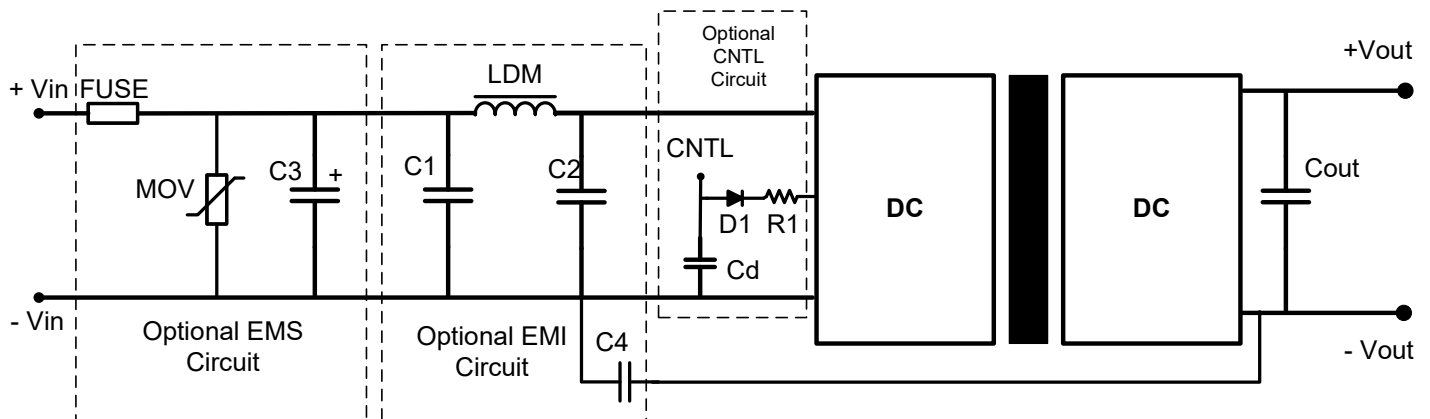 Optional
CNTL
Circuit
+Vout
LDM
+ Vin FUSE
CNTL
C3 +
C1
C2
MOV
Cout
DC
DC
D1 R1
Cd
- Vin
Optional EMS
Circuit
Optional EMI
Circuit
C4
- Vout